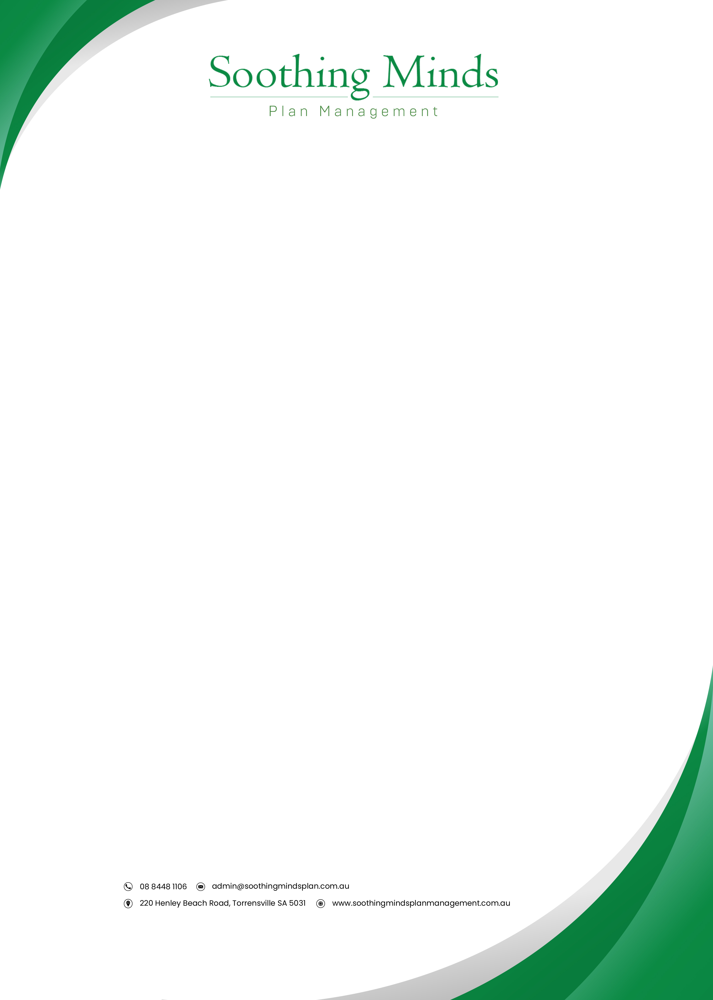 Soothing Minds
Plan Management
08 8448 1106 admin@soothingmindsplan.com.au
220 Henley Beach Road, Torrensville SA 5031 www.soothingmindsplanmanagement.com.au